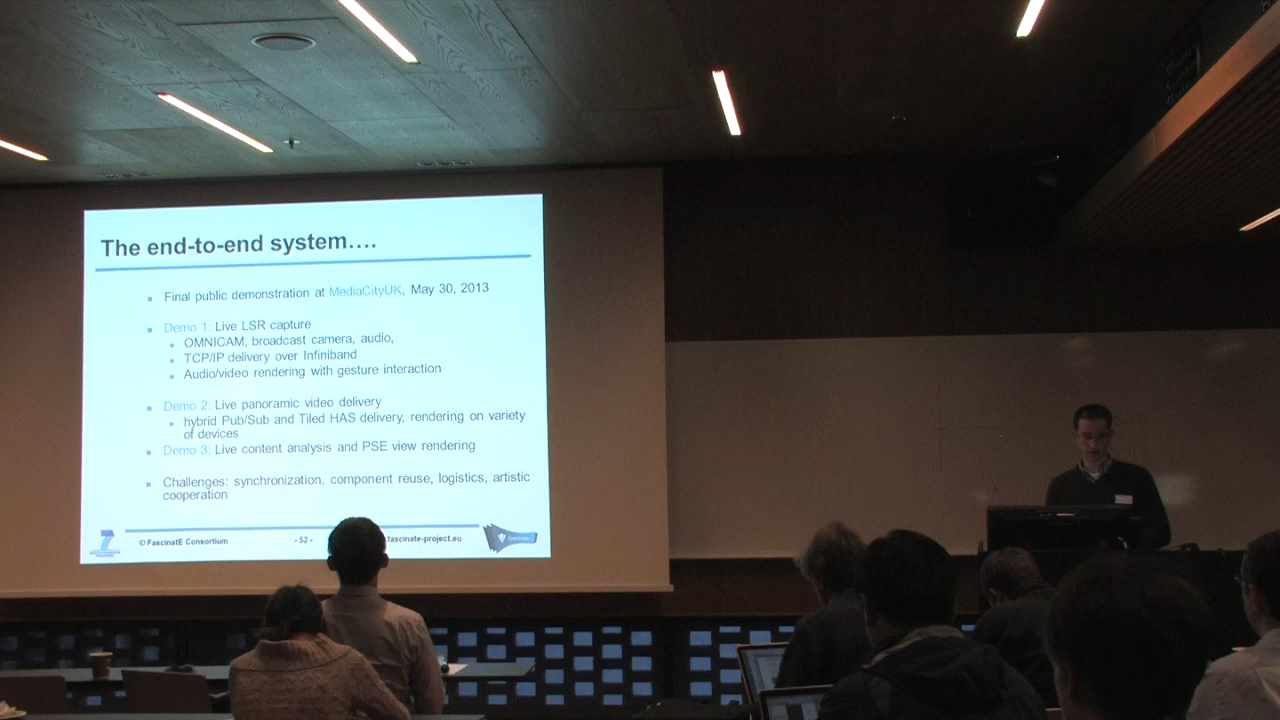 The end-to-end system....
Final public demonstration at MediaCityUK, May 30, 2013
Demo 1: Live LSR capture
OMNICAM, broadcast camera, audio,
TCP/IP delivery over Infiniband
Audio/video rendering with gesture interaction
Demo 2: Live panoramic video delivery
hybrid Pub/Sub and Tiled HAS delivery, rendering on variety
of devices
Demo 3: Live content analysis and PSE view rendering
Challenges: synchronization, component reuse, logistics, artistic
cooperation
© FascinatE Consortium - 52 - fascinate-project.eu